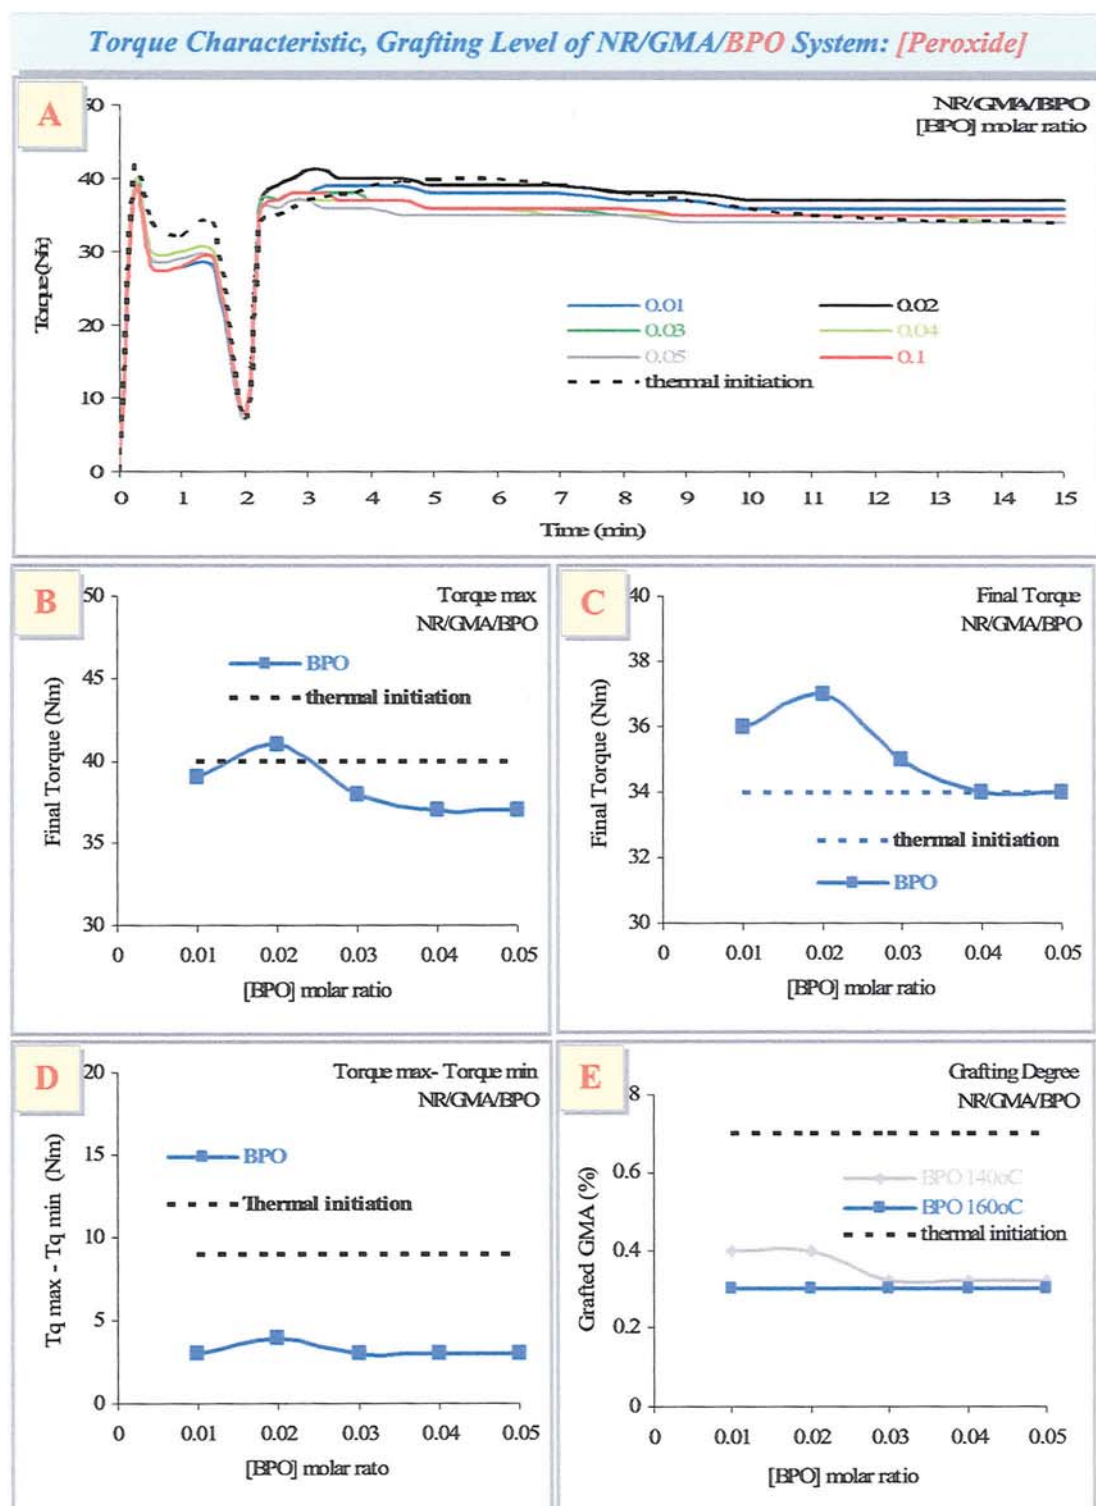 Torque Characteristic, Grafting Level of NR/GMA/BPO System: [Peroxide]
A
NR/GMA/BPO
[BPO] molar ratio
50
40
30
20
10
0
Torque (Nm)
0.01
0.02
0.03
0.04
0.05
0.1
thermal initiation
0 1 2 3 4 5 6 7 8 9 10 11 12 13 14 15
Time (min)
B
Torque max
NR/GMA/BPO
50
45
40
35
30
Final Torque (Nm)
BPO
thermal initiation
0 0.01 0.02 0.03 0.04 0.05
[BPO] molar ratio
C
Final Torque
NR/GMA/BPO
40
38
36
34
32
30
Final Torque (Nm)
thermal initiation
BPO
0 0.01 0.02 0.03 0.04 0.05
[BPO] molar ratio
D
Torque max- Torque min
NR/GMA/BPO
20
15
10
5
0
Tq max - Tq min (Nm)
BPO
Thermal initiation
0 0.01 0.02 0.03 0.04 0.05
[BPO] molar rato
E
Grafting Degree
NR/GMA/BPO
8
0.6
0.4
0.2
0
Grafted GMA (%)
BPO 140oC
BPO 160oC
thermal initiation
0 0.01 0.02 0.03 0.04 0.05
[BPO] molar ratio